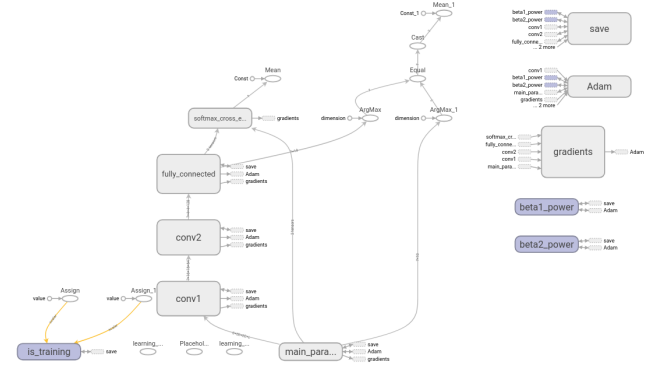 Mean_1
Const_1
Cast
Mean
Equal
Const
softmax_cross_e...
gradients
dimension
ArgMax
dimension
ArgMax_1
fully_connected
save
Adam
gradients
conv2
save
Adam
gradients
Assign
value
Assign_1
value
conv1
save
Adam
gradients
is_training
save
learning_...
Placehol...
learning_...
main_para...
save
Adam
gradients
beta1_power
beta2_power
conv1
conv2
fully_conne...
... 2 more
save
conv1
beta1_power
beta2_power
main_para...
gradients
... 2 more
Adam
softmax_cr...
fully_conne...
conv2
conv1
main_para...
gradients
Adam
beta1_power
save
Adam
beta2_power
save
Adam